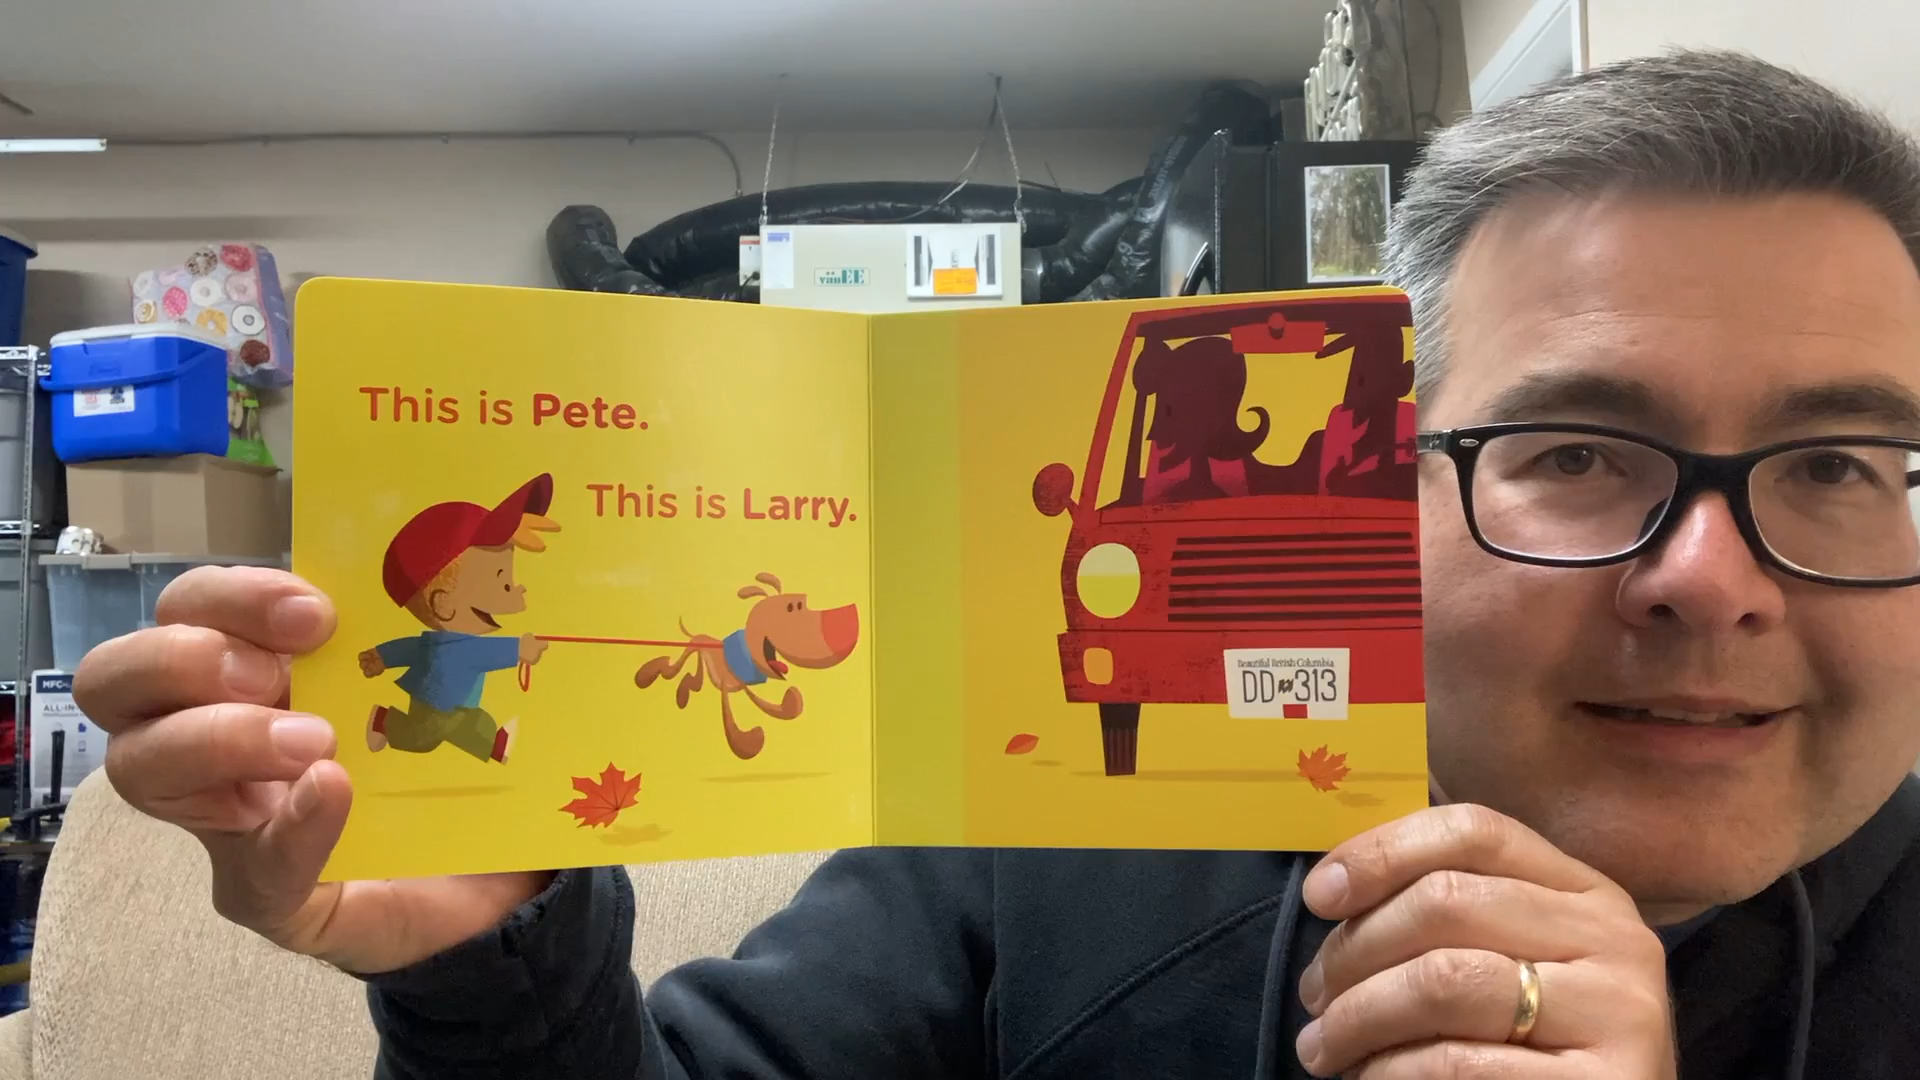 vänEE
This is Pete.
This is Larry.
Beautiful British Columbia
DD 313
MFC
ALL-IN